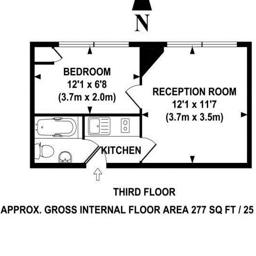 N
BEDROOM
12'1 x 6'8
(3.7m x 2.0m)
RECEPTION ROOM
12'1 x 11'7
(3.7m x 3.5m)
KITCHEN
THIRD FLOOR
APPROX. GROSS INTERNAL FLOOR AREA 277 SQ FT / 25